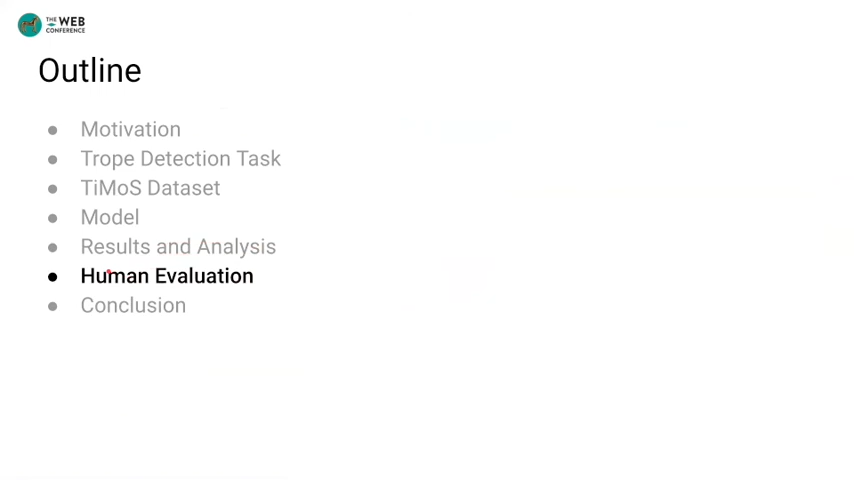 THE WEB
CONFERENCE
Outline
● Motivation
● Trope Detection Task
● TiMoS Dataset
● Model
● Results and Analysis
● Human Evaluation
● Conclusion